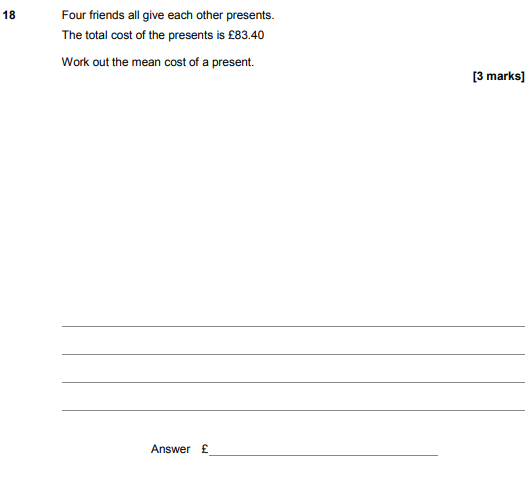 18 Four friends all give each other presents.
The total cost of the presents is £83.40
Work out the mean cost of a present.
[3 marks]
Answer £